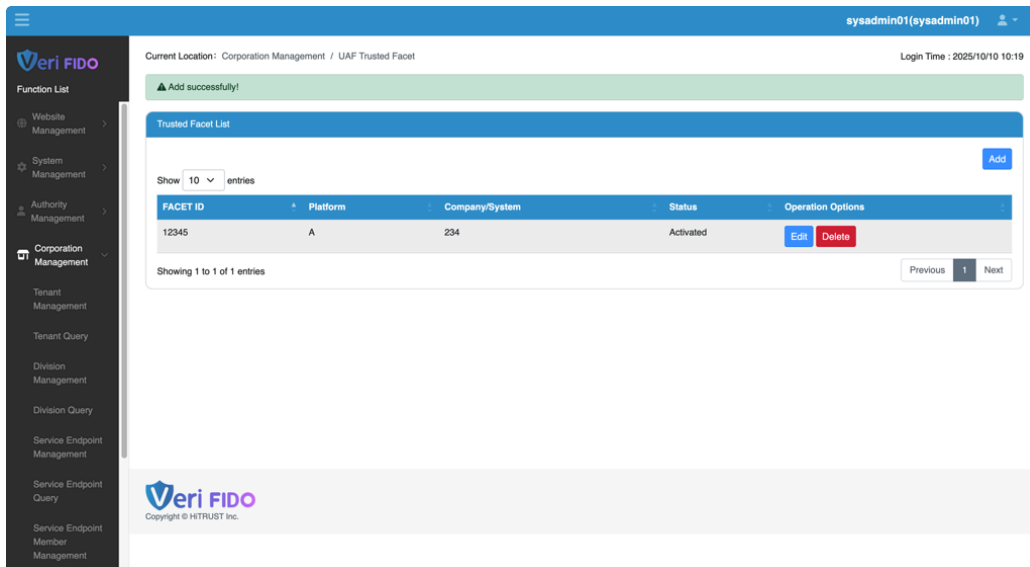 sysadmin01(sysadmin01)
Veri FIDO
Function List
Website
Management
System
Management
Authority
Management
Corporation
Management
Tenant
Management
Tenant Query
Division
Management
Division Query
Service Endpoint
Management
Service Endpoint
Query
Service Endpoint
Member
Management
Current Location: Corporation Management / UAF Trusted Facet
Login Time : 2025/10/10 10:19
Add successfully!
Trusted Facet List
Add
Show 10 entries
FACET ID Platform Company/System Status Operation Options
12345 A 234 Activated Edit Delete
Showing 1 to 1 of 1 entries
Previous 1 Next
Veri FIDO
Copyright © HiTRUST Inc.